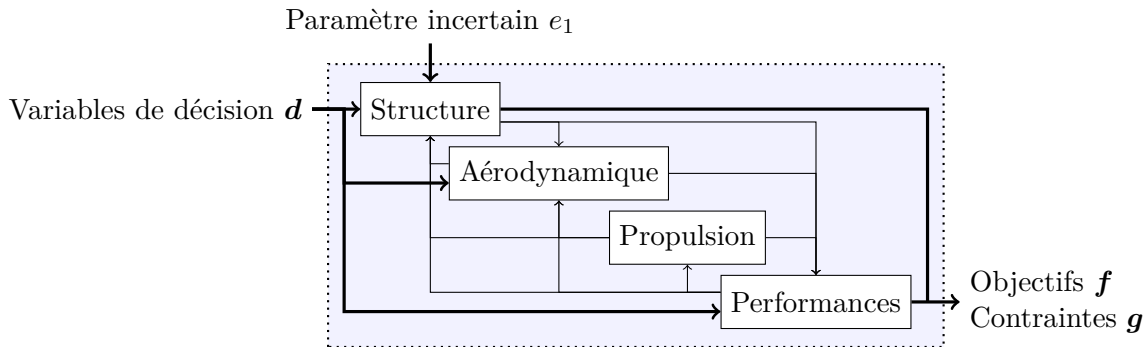 Paramètre incertain e₁
Variables de décision d
Structure
Aérodynamique
Propulsion
Performances
Objectifs f
Contraintes g